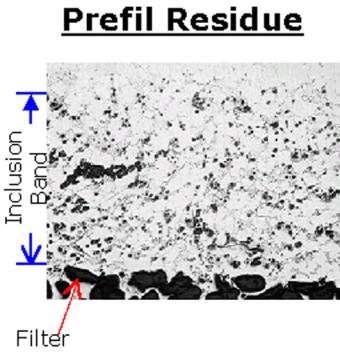 Prefil Residue
Inclusion
Band
Filter